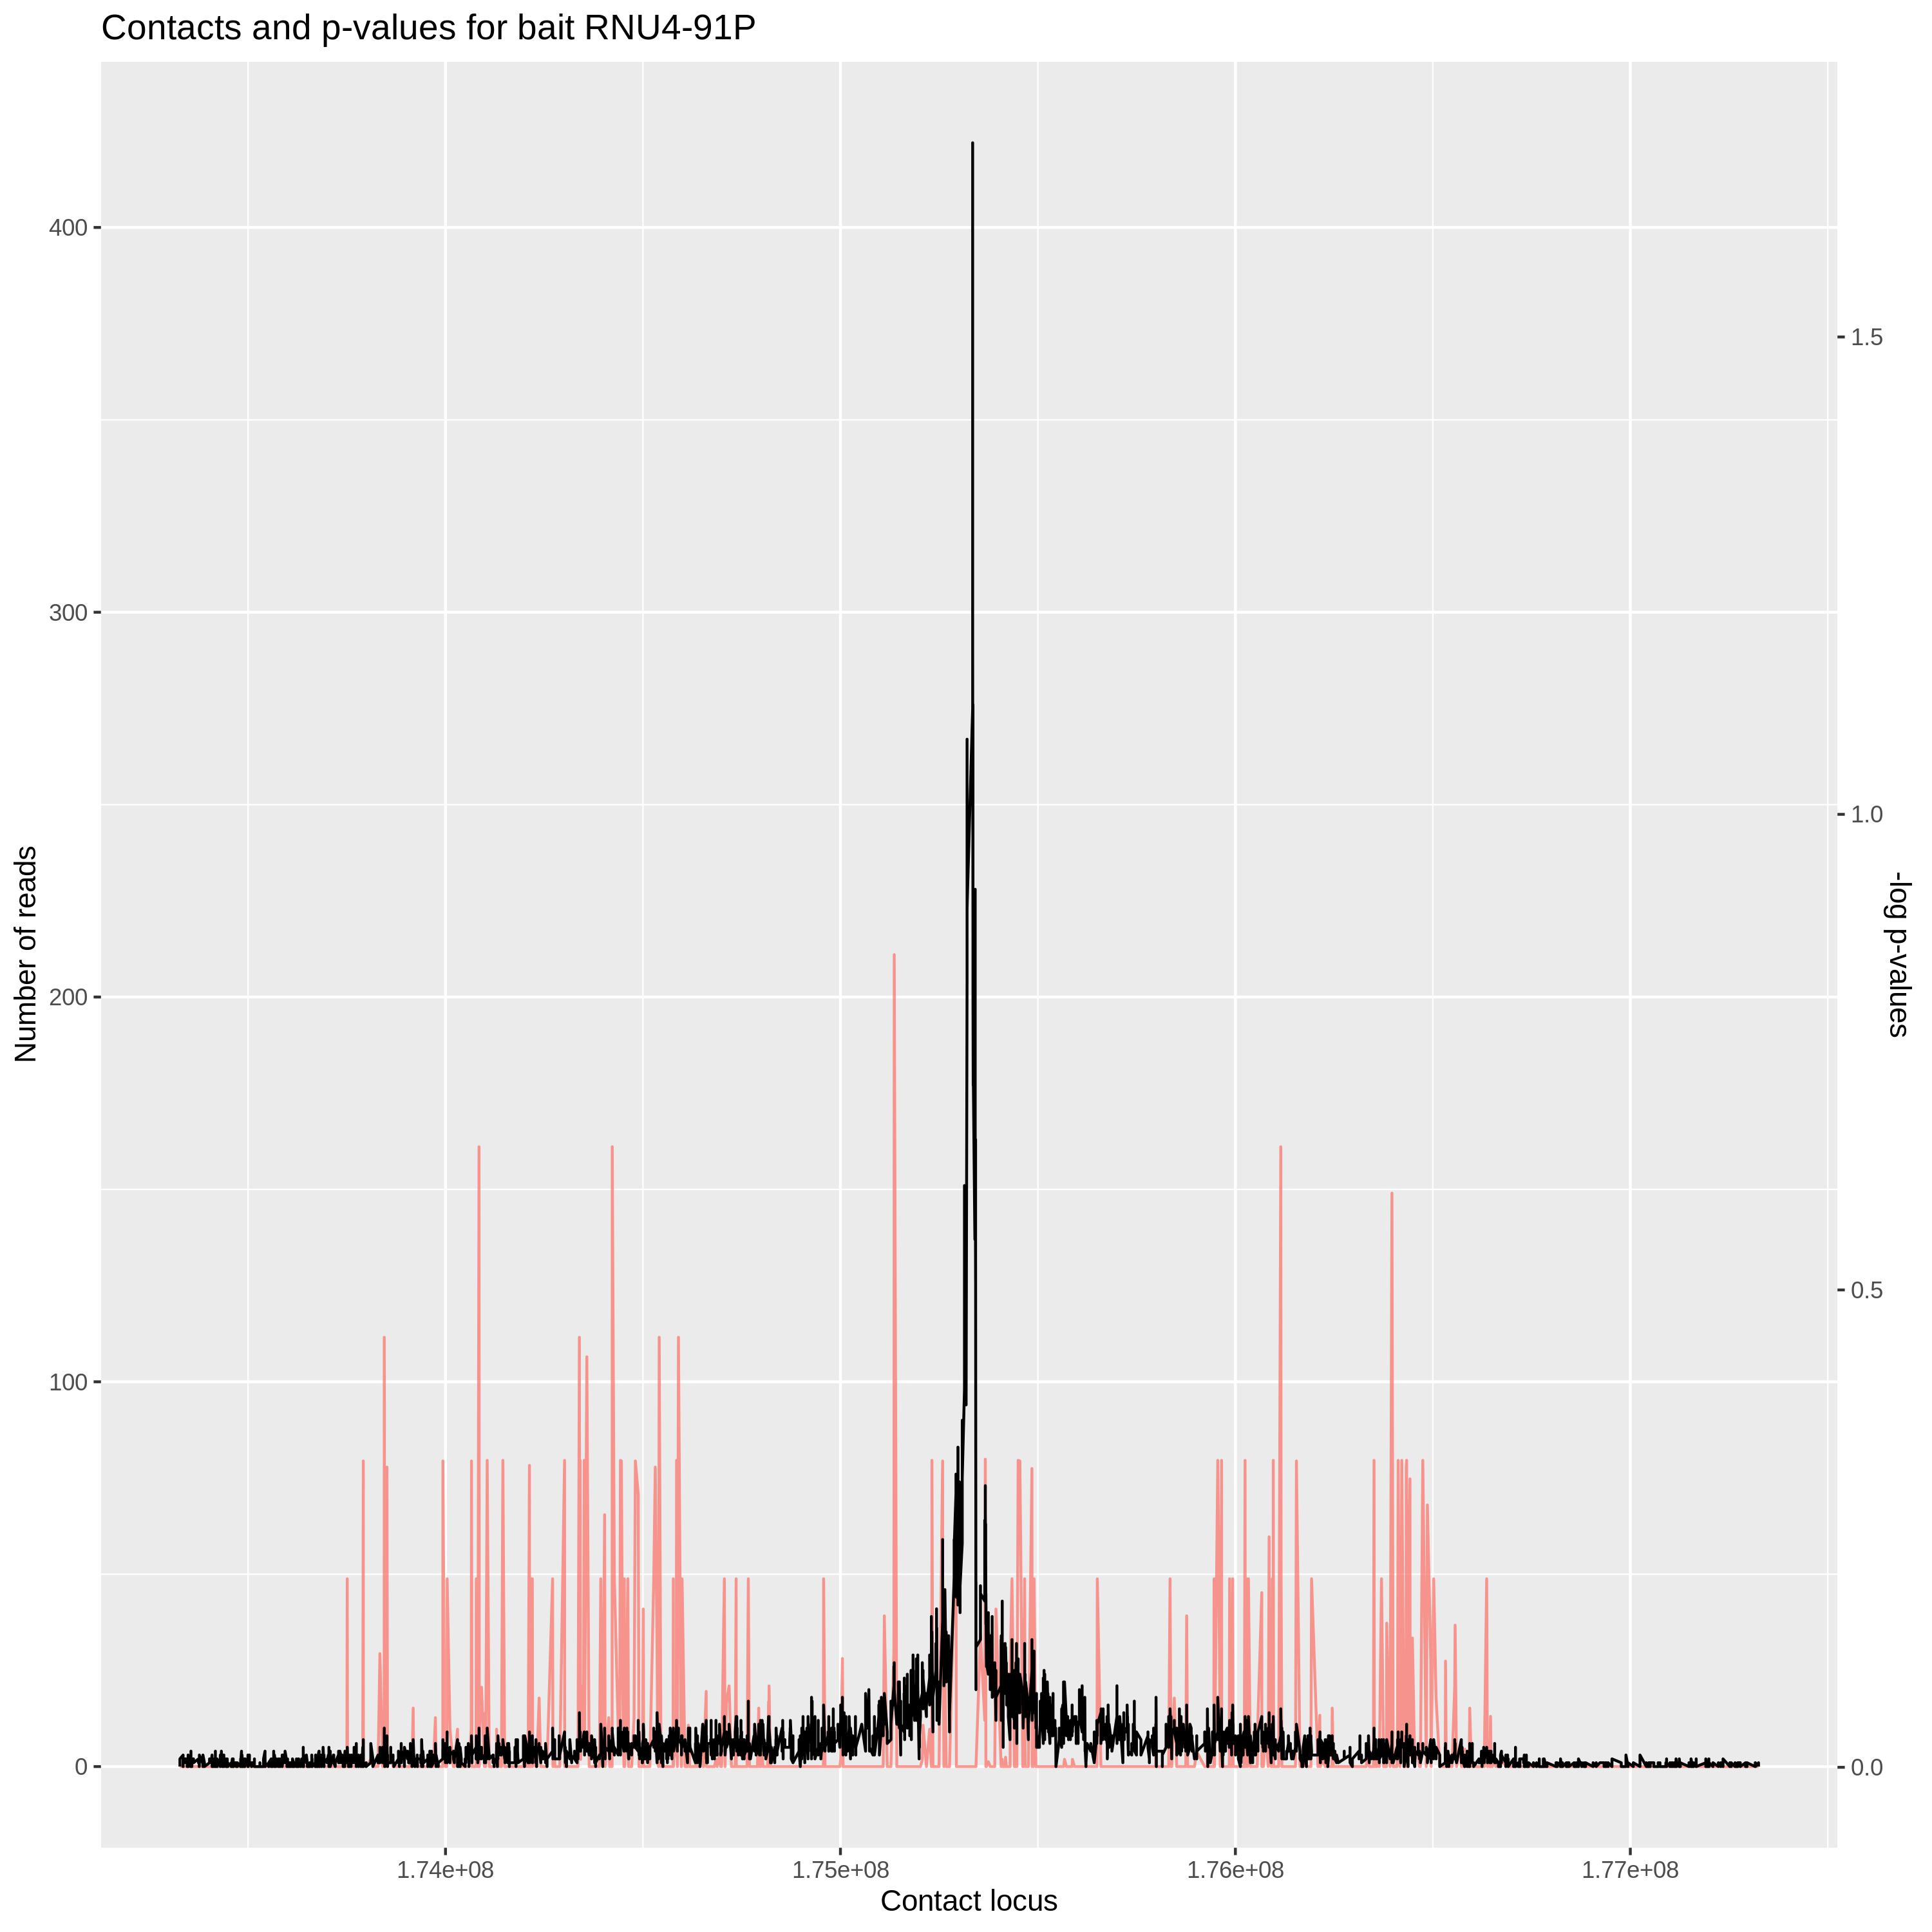 Contacts and p-values for bait RNU4-91P
Number of reads
400
300
200
100
0
1.5
1.0
0.5
0.0
-log p-values
1.74e+08
1.75e+08
1.76e+08
1.77e+08
Contact locus